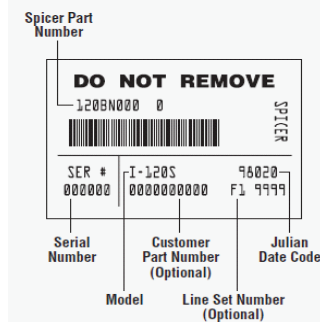 Spicer Part
Number
DO NOT REMOVE
120BN000 0
SPICER
SER # I-120S 98020
000000 0000000000 F1 9999
Serial
Number
Customer
Part Number
(Optional)
Julian
Date Code
Model
Line Set Number
(Optional)